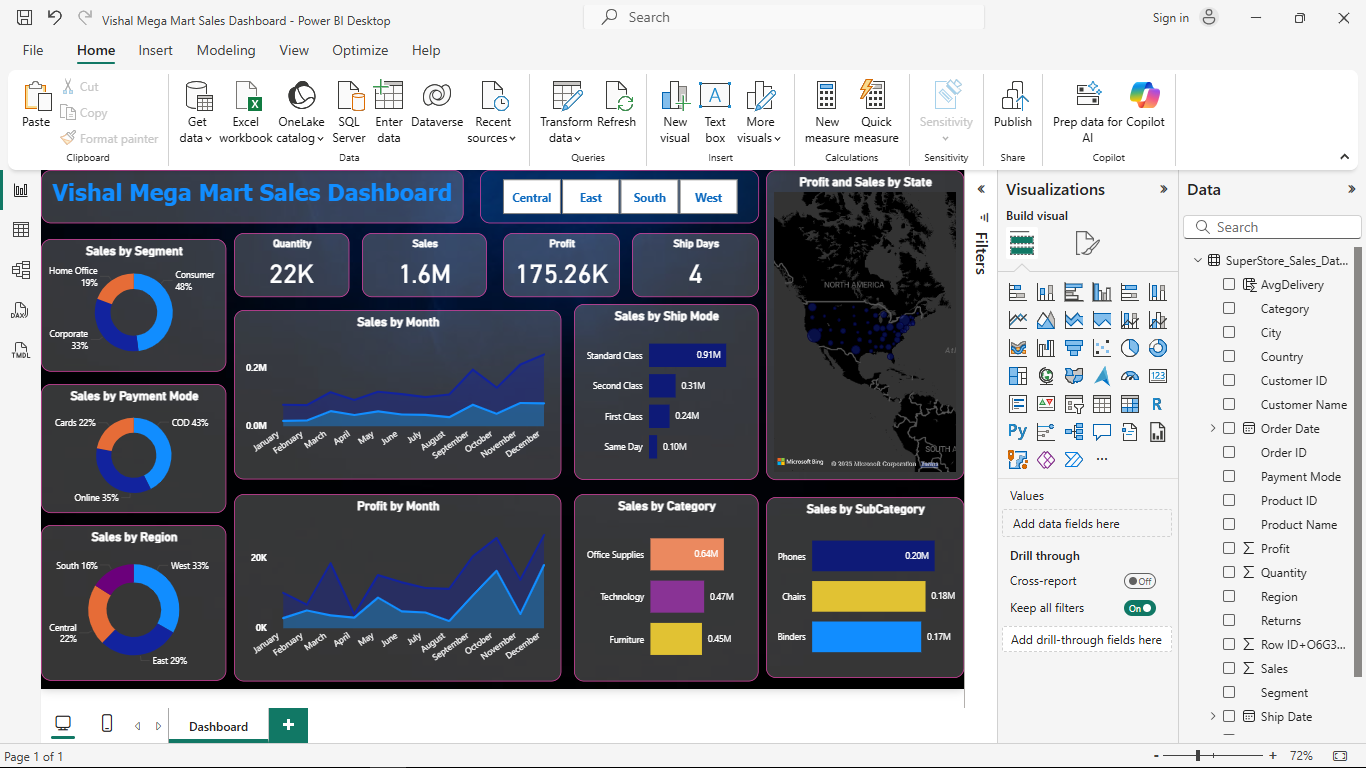 Vishal Mega Mart Sales Dashboard - Power BI Desktop
Search
Sign in
File Home Insert Modeling View Optimize Help
Paste
Cut
Copy
Format painter
Clipboard
Get data
Excel workbook
OneLake catalog
SQL Server
Enter data
Dataverse
Recent sources
Data
Transform data
Refresh
Queries
New visual
Text box
More visuals
Insert
New measure
Quick measure
Calculations
Sensitivity
Sensitivity
Publish
Share
Prep data for AI
Copilot
Copilot
Vishal Mega Mart Sales Dashboard
Central East South West
Sales by Segment
Home Office 19%
Consumer 48%
Corporate 33%
Quantity
22K
Sales
1.6M
Profit
175.26K
Ship Days
4
Profit and Sales by State
NORTH AMERICA
SOUTH A
Atl
Microsoft Bing
© 2025 Microsoft Corporation Terms
Sales by Month
0.2M
0.0M
January February March April May June July August September October November December
Sales by Ship Mode
Standard Class 0.91M
Second Class 0.31M
First Class 0.24M
Same Day 0.10M
Sales by Payment Mode
Cards 22%
COD 43%
Online 35%
Sales by Region
South 16%
West 33%
Central 22%
East 29%
Profit by Month
20K
0K
January February March April May June July August September October November December
Sales by Category
Office Supplies 0.64M
Technology 0.47M
Furniture 0.45M
Sales by SubCategory
Phones 0.20M
Chairs 0.18M
Binders 0.17M
Filters
Visualizations
Build visual
123
R
Py
Values
Add data fields here
Drill through
Cross-report Off
Keep all filters On
Add drill-through fields here
Data
Search
SuperStore_Sales_Dat...
AvgDelivery
Category
City
Country
Customer ID
Customer Name
Order Date
Order ID
Payment Mode
Product ID
Product Name
Profit
Quantity
Region
Returns
Row ID+O6G3...
Sales
Segment
Ship Date
DAX
TMDL
Dashboard
Page 1 of 1
- + 72%